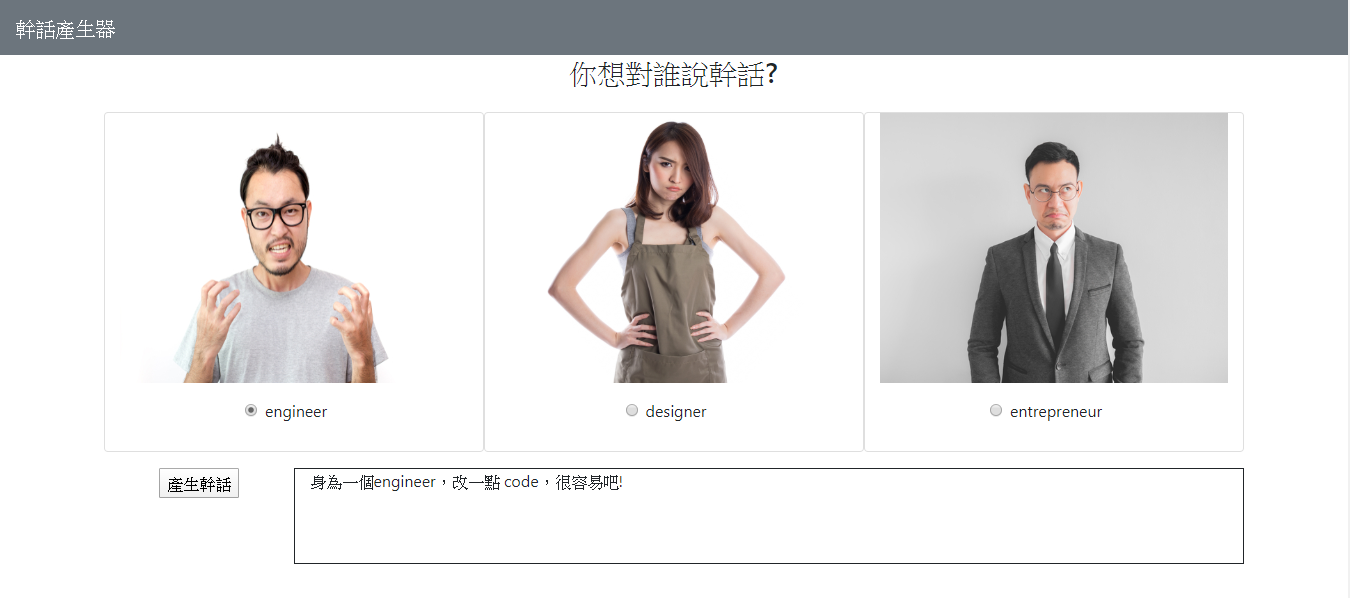 幹話產生器
你想對誰說幹話?
engineer
designer
entrepreneur
產生幹話
身為一個engineer，改一點 code，很容易吧!